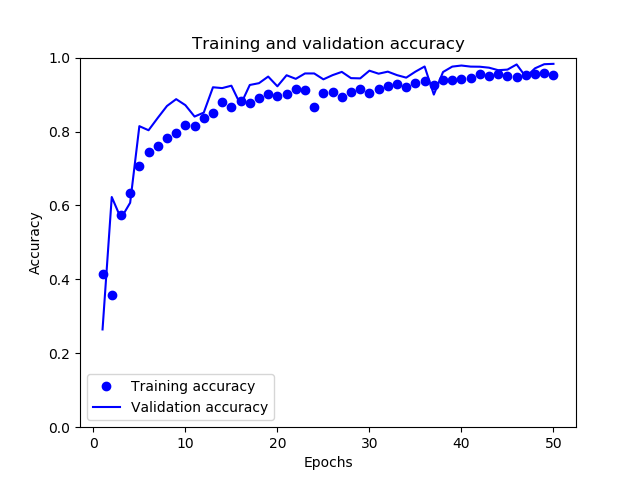 Training and validation accuracy
1.0
0.8
0.6
0.4
0.2
0.0
Accuracy
Training accuracy
Validation accuracy
0 10 20 30 40 50
Epochs